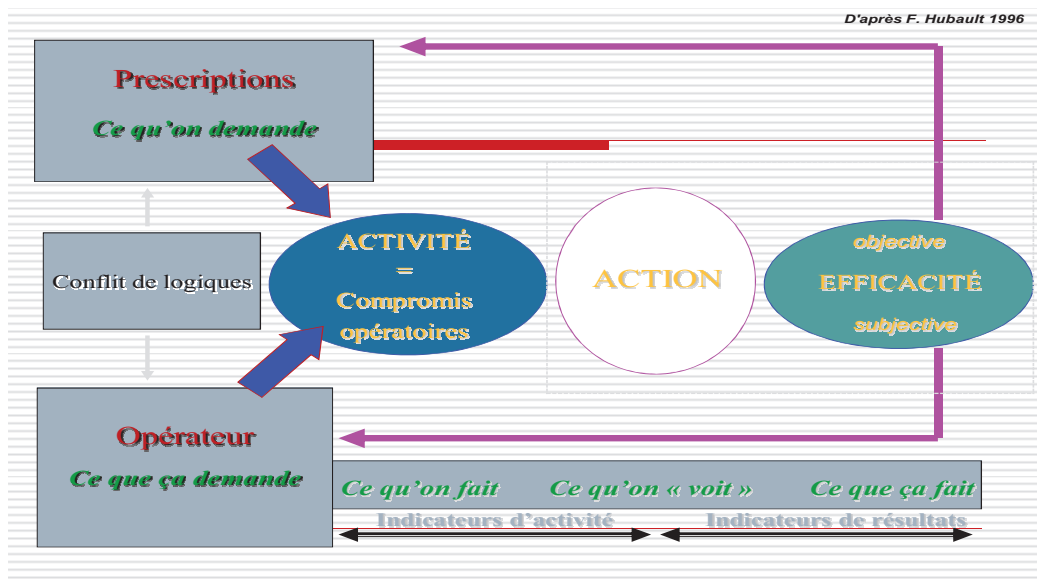 D'après F. Hubault 1996
Prescriptions
Ce qu'on demande
Conflit de logiques
ACTIVITÉ
=
Compromis
opératoires
ACTION
objective
EFFICACITÉ
subjective
Opérateur
Ce que ça demande
Ce qu'on fait
Ce qu'on « voit »
Ce que ça fait
Indicateurs d'activité
Indicateurs de résultats